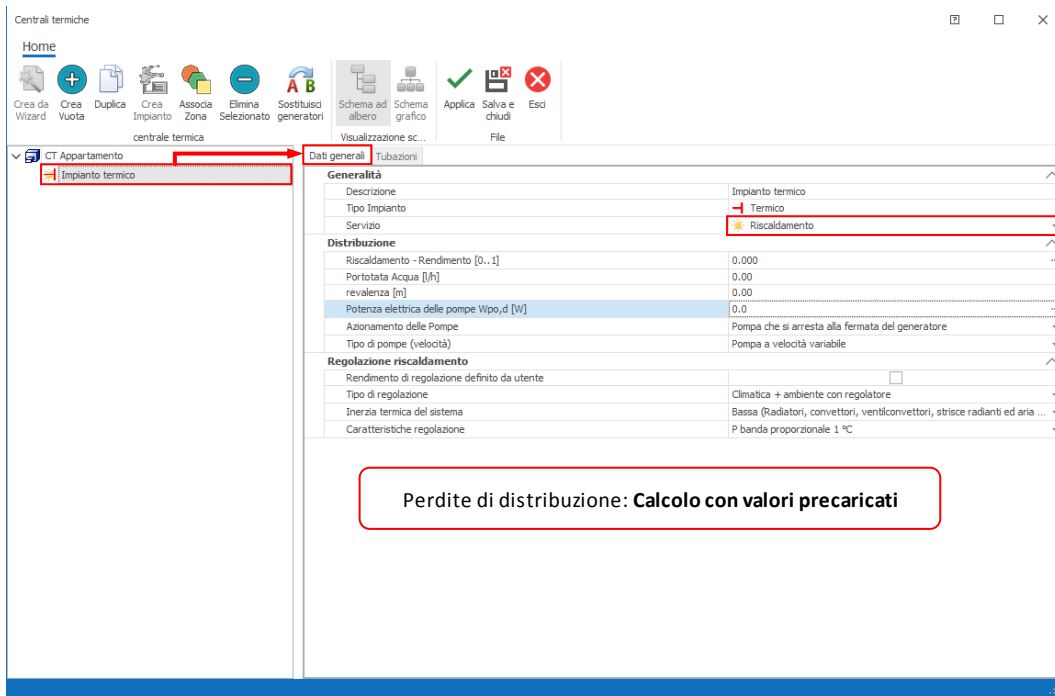 Centrali termiche
Home
Crea da Wizard
Crea Vuota
Duplica
Crea Impianto
Associa Zona
Elimina Selezionato
Sostituisci generatori
Schema ad albero
Schema grafico
Applica
Salva e chiudi
Esci
centrale termica
Visualizzazione sc...
File
CT Appartamento
Impianto termico
Dati generali
Tubazioni
Generalità
Descrizione Impianto termico
Tipo Impianto Termico
Servizio Riscaldamento
Distribuzione
Riscaldamento - Rendimento [0..1] 0.000
Portotata Acqua [l/h] 0.00
revalenza [m] 0.00
Potenza elettrica delle pompe Wpo,d [W] 0.0
Azionamento delle Pompe Pompa che si arresta alla fermata del generatore
Tipo di pompe (velocità) Pompa a velocità variabile
Regolazione riscaldamento
Rendimento di regolazione definito da utente
Tipo di regolazione Climatica + ambiente con regolatore
Inerzia termica del sistema Bassa (Radiatori, convettori, ventilconvettori, strisce radianti ed aria ...
Caratteristiche regolazione P banda proporzionale 1 °C
Perdite di distribuzione: Calcolo con valori precaricati